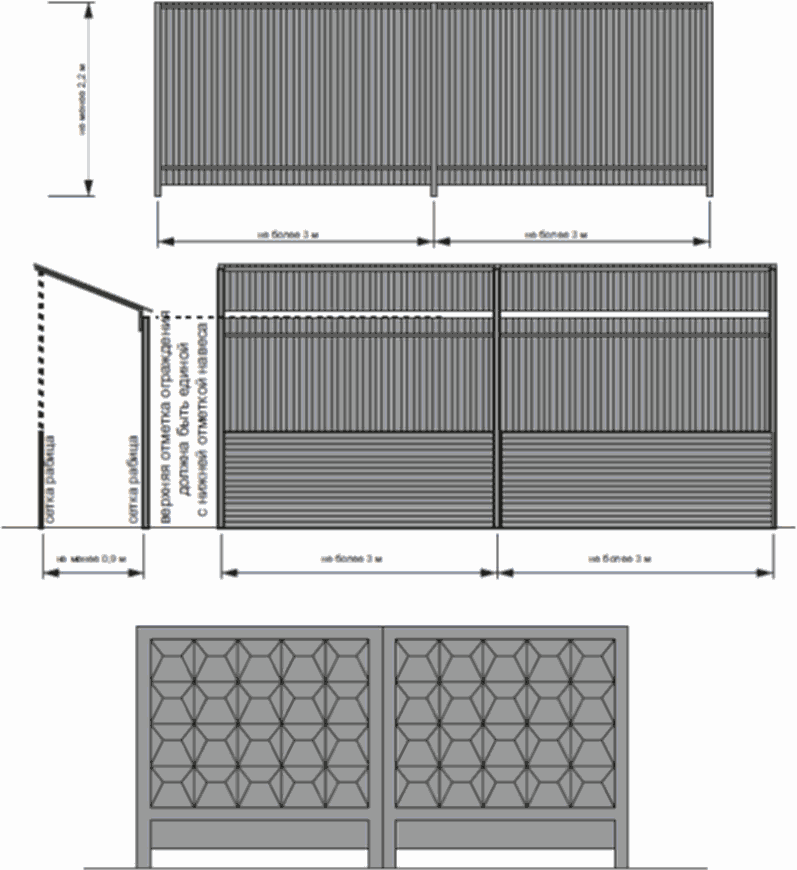 не менее 2,2 м
не более 3 м
не более 3 м
сетка рабица
сетка рабица
верхняя отметка ограждения
должна быть единой
с нижней отметкой навеса
не менее 0,9 м
не более 3 м
не более 3 м